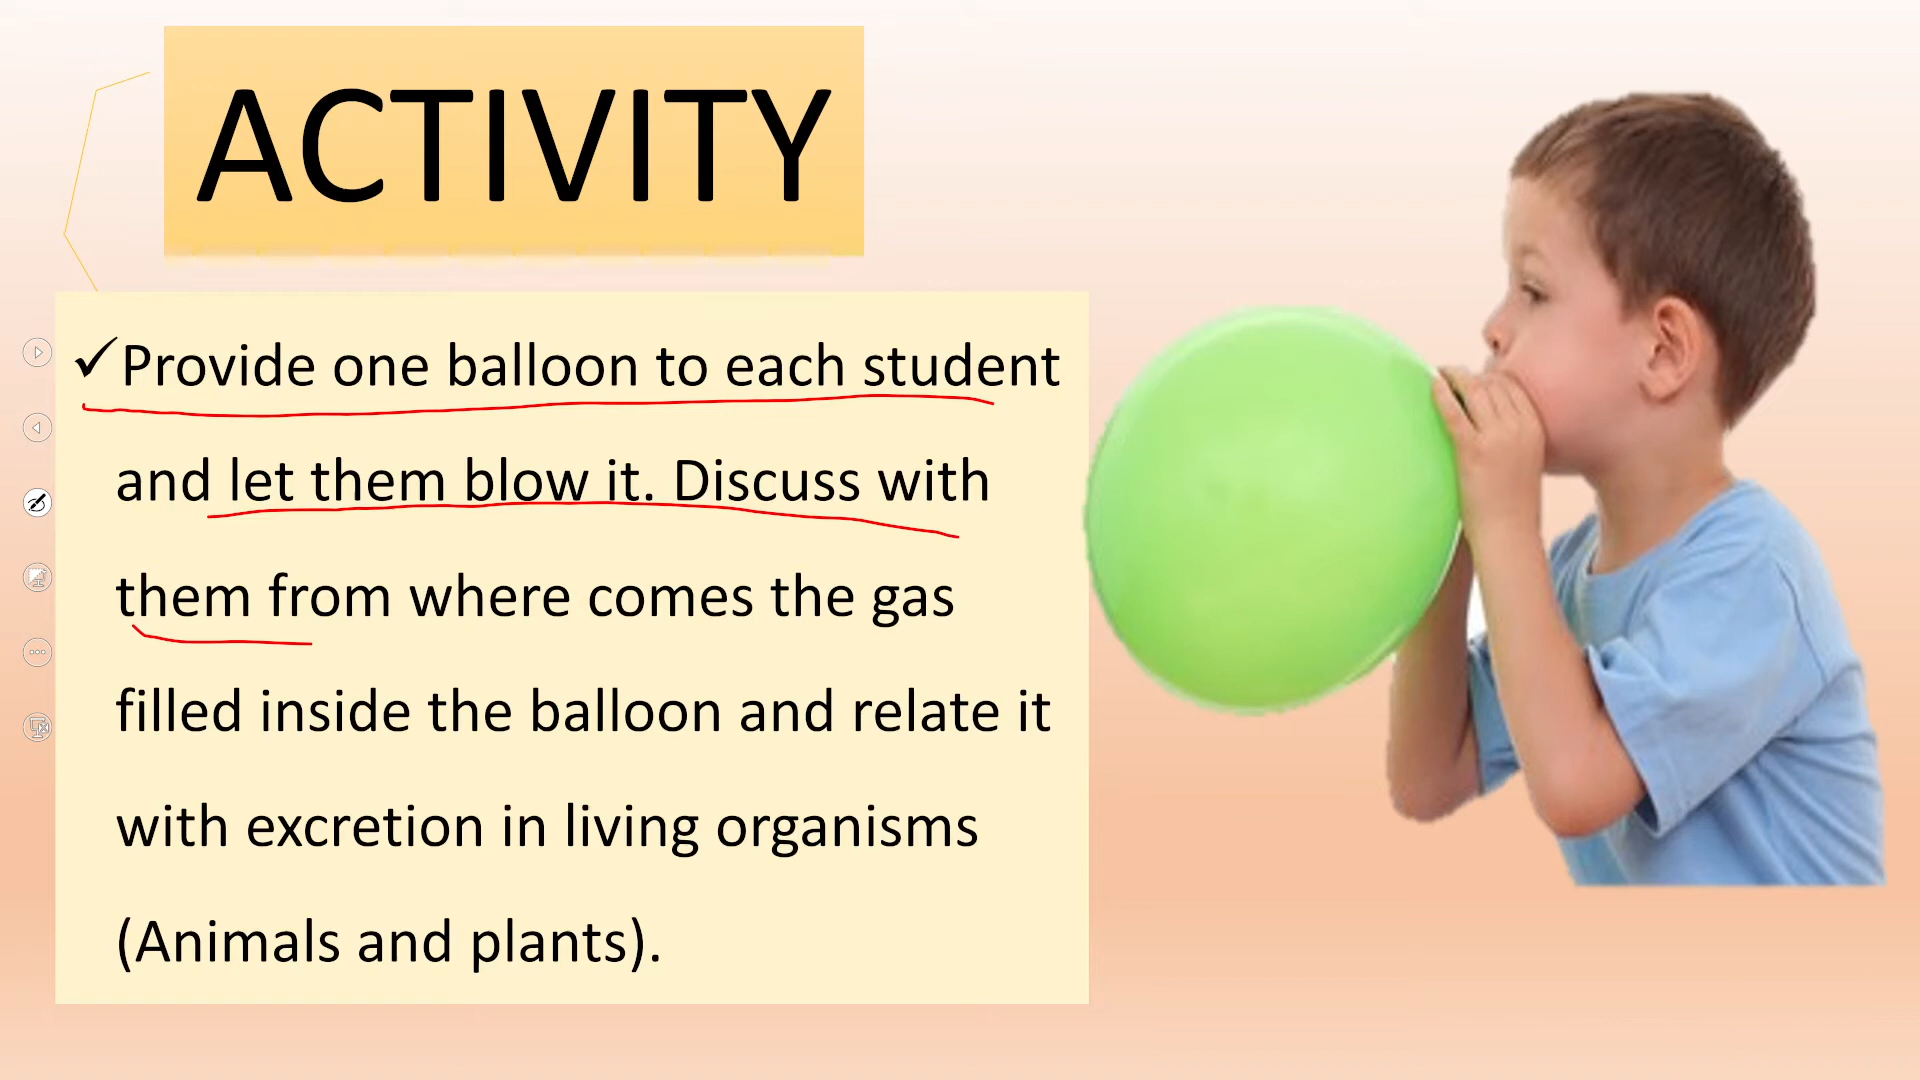 ACTIVITY
✓Provide one balloon to each student
and let them blow it. Discuss with
them from where comes the gas
filled inside the balloon and relate it
with excretion in living organisms
(Animals and plants).